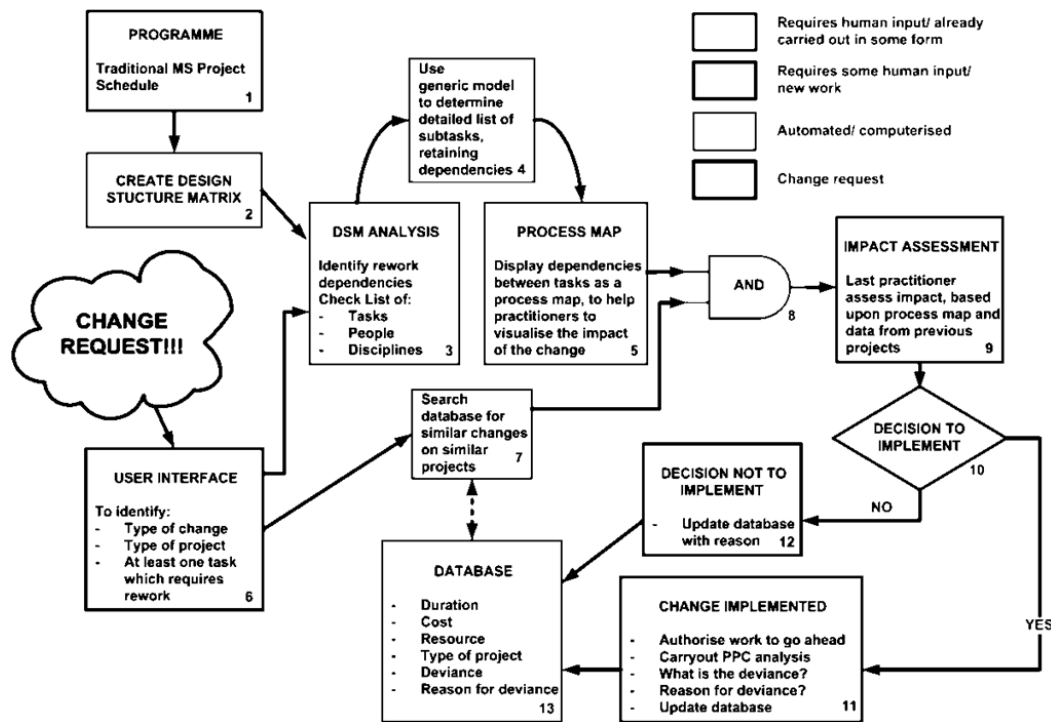 PROGRAMME
Traditional MS Project
Schedule
1
CREATE DESIGN
STUCTURE MATRIX
2
CHANGE
REQUEST!!!
USER INTERFACE
To identify:
- Type of change
- Type of project
- At least one task
which requires
rework
6
DSM ANALYSIS
Identify rework
dependencies
Check List of:
- Tasks
- People
- Disciplines
3
Use
generic model
to determine
detailed list of
subtasks,
retaining
dependencies
4
PROCESS MAP
Display dependencies
between tasks as a
process map, to help
practitioners to
visualise the impact
of the change
5
Search
database for
similar changes
on similar
projects
7
AND
8
Requires human input/ already
carried out in some form
Requires some human input/
new work
Automated/ computerised
Change request
IMPACT ASSESSMENT
Last practitioner
assess impact, based
upon process map and
data from previous
projects
9
DECISION TO
IMPLEMENT
10
NO
YES
DECISION NOT TO
IMPLEMENT
- Update database
with reason
12
CHANGE IMPLEMENTED
- Authorise work to go ahead
- Carryout PPC analysis
- What is the deviance?
- Reason for deviance?
- Update database
11
DATABASE
- Duration
- Cost
- Resource
- Type of project
- Deviance
- Reason for deviance
13